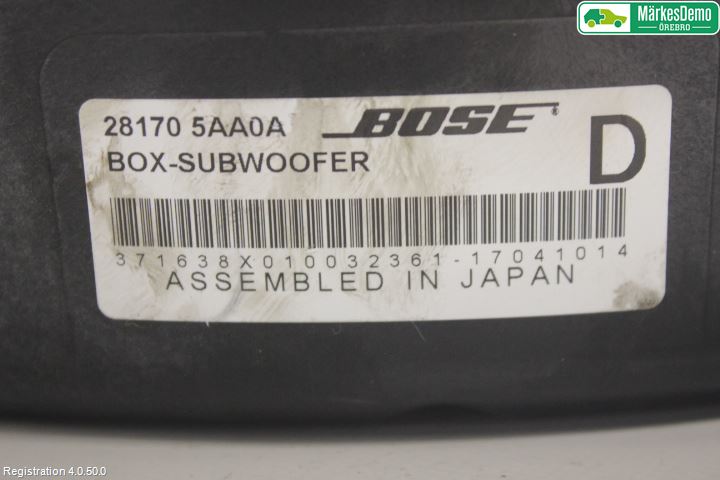 MärkesDemo
ÖREBRO
28170 5AA0A BOSE®
D
BOX-SUBWOOFER
371638X010032361-17041014
ASSEMBLED IN JAPAN
Registration 4.0.50.0